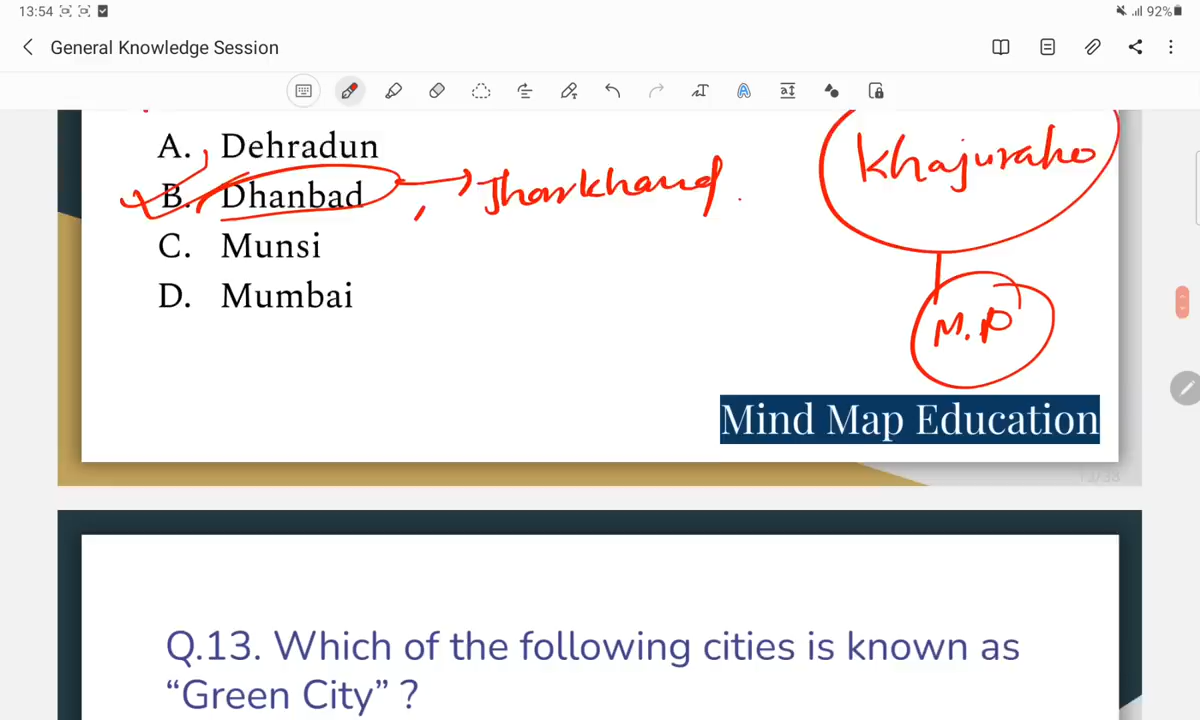 13:54
92%
General Knowledge Session
A. Dehradun
Khajuraho
B. Dhanbad
Jharkhand.
C. Munsi
D. Mumbai
M.P
Mind Map Education
Q.13. Which of the following cities is known as
“Green City” ?